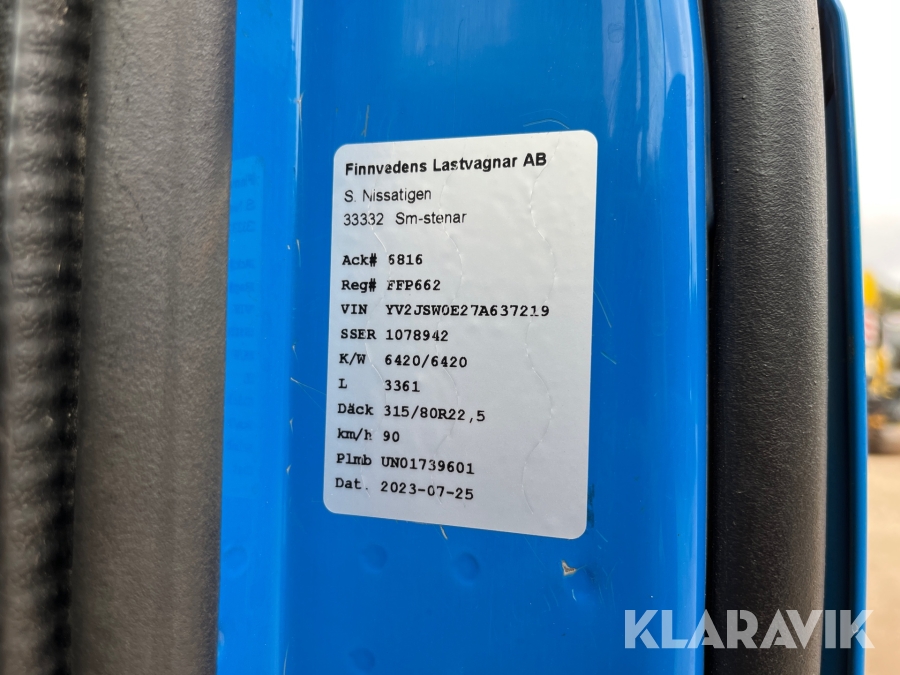 Finnvedens Lastvagnar AB
S. Nissatigen
33332 Sm-stenar
Ack# 6816
Reg# FFP662
VIN YV2JSW0E27A637219
SSER 1078942
K/W 6420/6420
L 3361
Däck 315/80R22,5
km/h 90
Plmb UN01739601
Dat. 2023-07-25
KLARAVIK